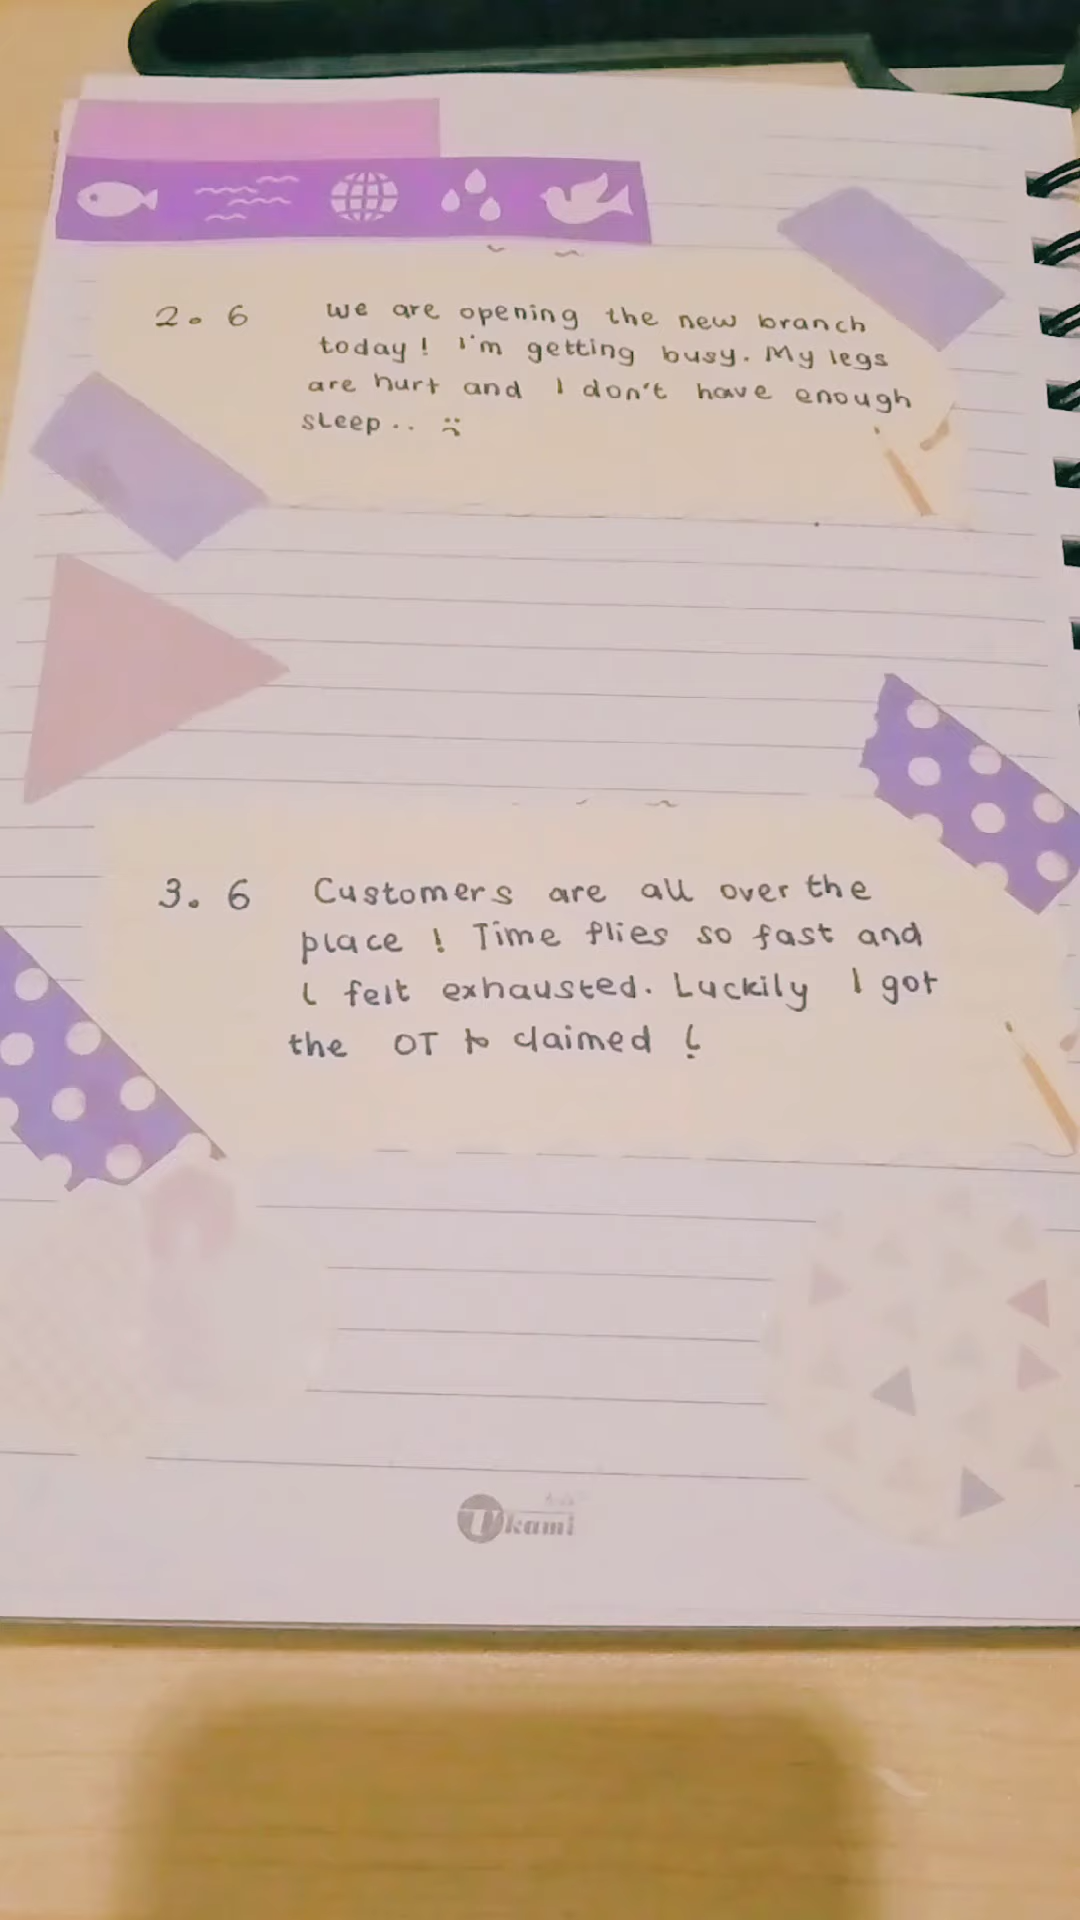 2.6 we are opening the new branch
today! I'm getting busy. My legs
are hurt and I don't have enough
sleep.. :(
3.6 Customers are all over the
place! Time flies so fast and
I felt exhausted. Luckily I got
the OT to claimed!
Ukami